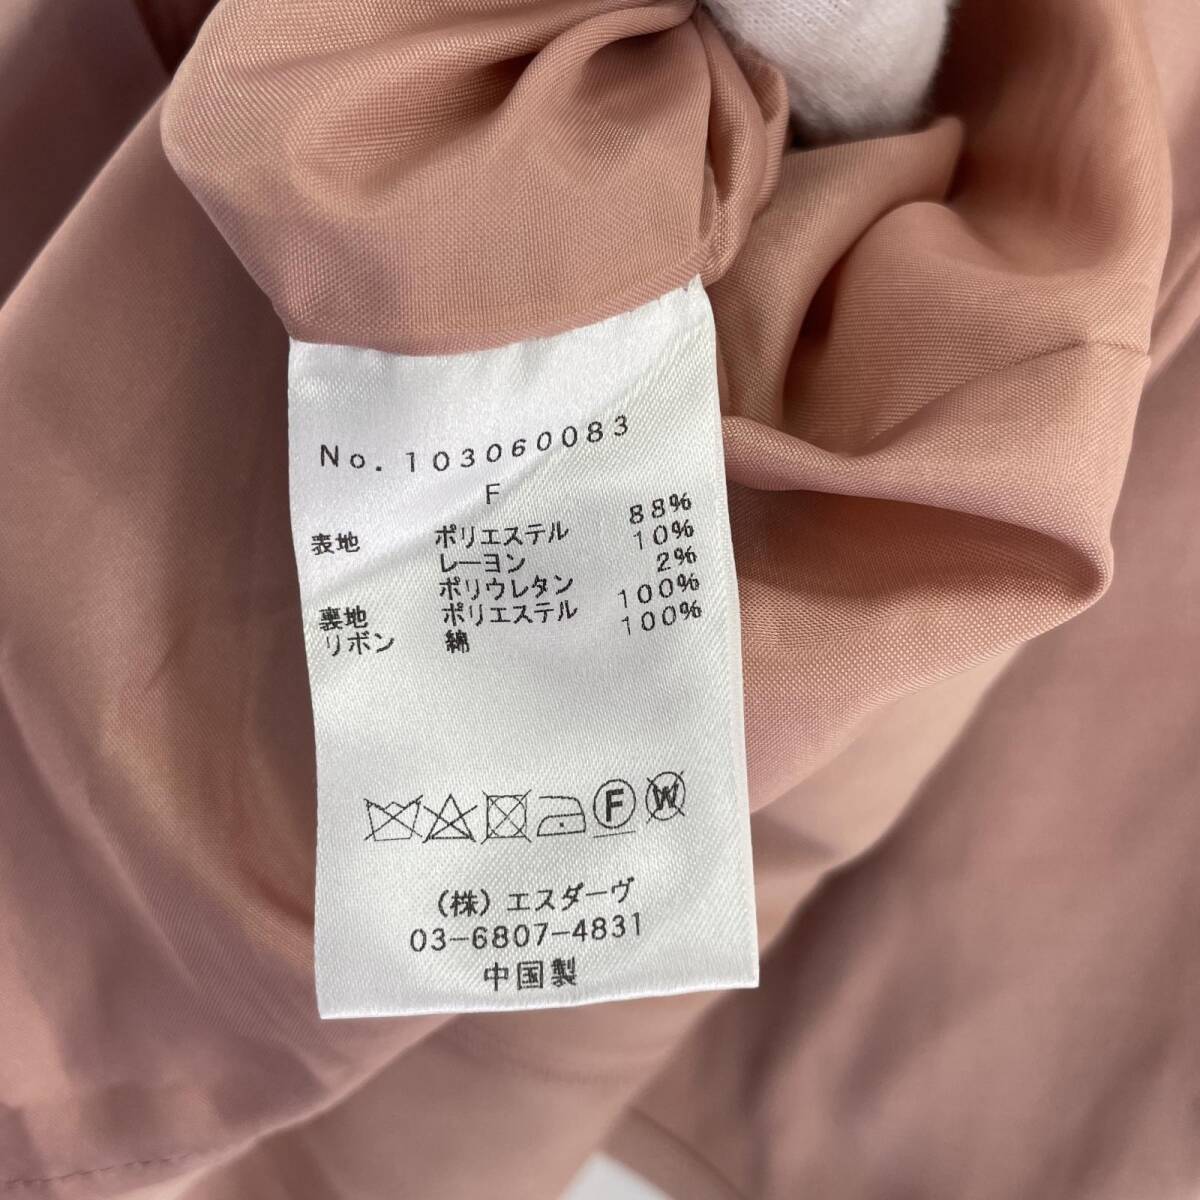 No. 103060083
F
表地 ポリエステル 88%
レーヨン 10%
ポリウレタン 2%
裏地 ポリエステル 100%
リボン 綿 100%
F W
(株) エスダーヴ
03-6807-4831
中国製